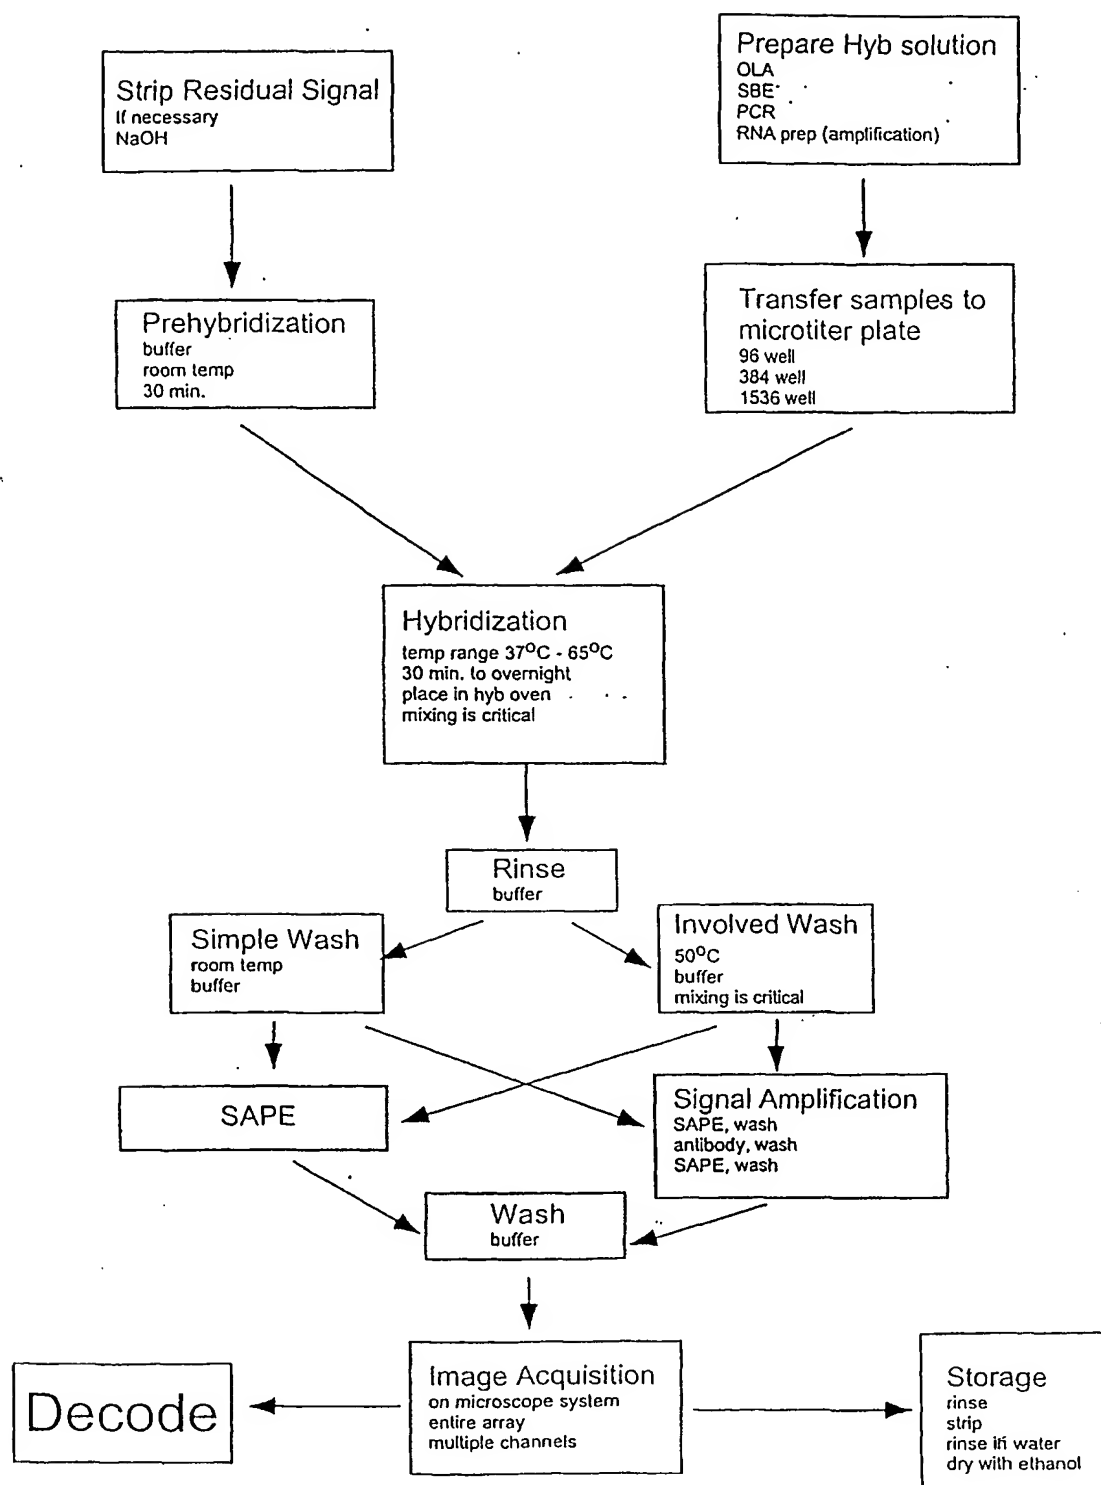 Strip Residual Signal
If necessary
NaOH
Prepare Hyb solution
OLA
SBE
PCR
RNA prep (amplification)
Prehybridization
buffer
room temp
30 min.
Transfer samples to
microtiter plate
96 well
384 well
1536 well
Hybridization
temp range 37°C - 65°C
30 min. to overnight
place in hyb oven
mixing is critical
Rinse
buffer
Simple Wash
room temp
buffer
Involved Wash
50°C
buffer
mixing is critical
SAPE
Signal Amplification
SAPE, wash
antibody, wash
SAPE, wash
Wash
buffer
Decode
Image Acquisition
on microscope system
entire array
multiple channels
Storage
rinse
strip
rinse in water
dry with ethanol